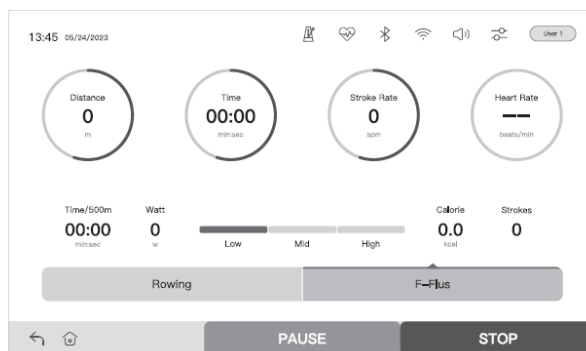 13:45 05/24/2023
User 1
Distance
0
m
Time
00:00
min:sec
Stroke Rate
0
spm
Heart Rate
--
beats/min
Time/500m
00:00
min:sec
Watt
0
w
Low Mid High
Calorie
0.0
kcal
Strokes
0
Rowing
F-Flus
PAUSE
STOP